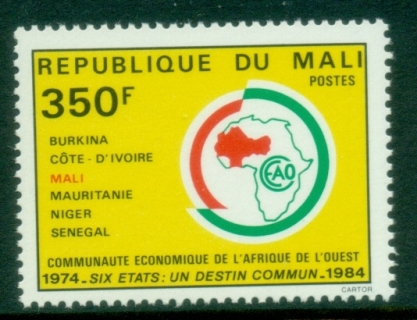 REPUBLIQUE DU MALI
POSTES
350F
BURKINA
CÔTE-D'IVOIRE
MALI
MAURITANIE
NIGER
SENEGAL
CEAO
COMMUNAUTE ECONOMIQUE DE L'AFRIQUE DE L'OUEST
1974 - SIX ETATS: UN DESTIN COMMUN - 1984
CARTOR